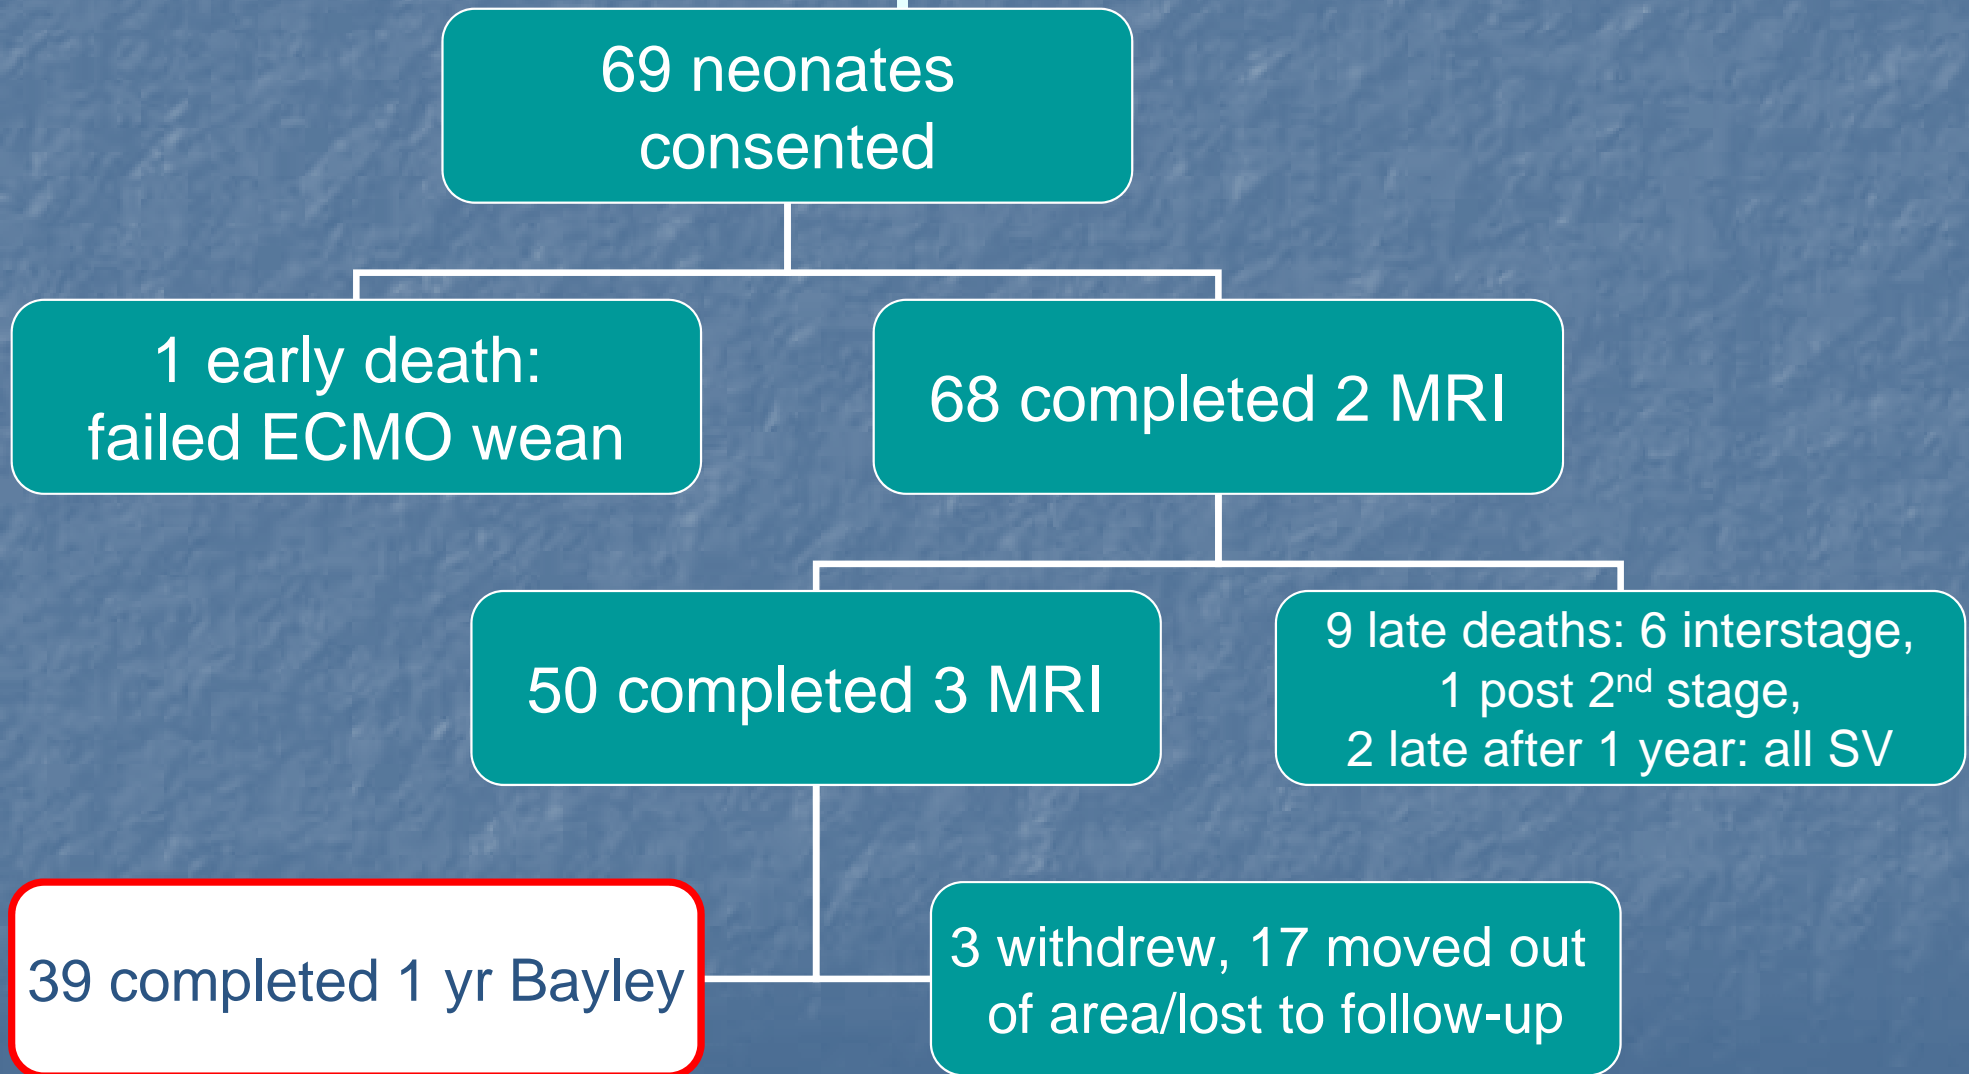 69 neonates
consented
1 early death:
failed ECMO wean
68 completed 2 MRI
50 completed 3 MRI
9 late deaths: 6 interstage,
1 post 2nd stage,
2 late after 1 year: all SV
39 completed 1 yr Bayley
3 withdrew, 17 moved out
of area/lost to follow-up